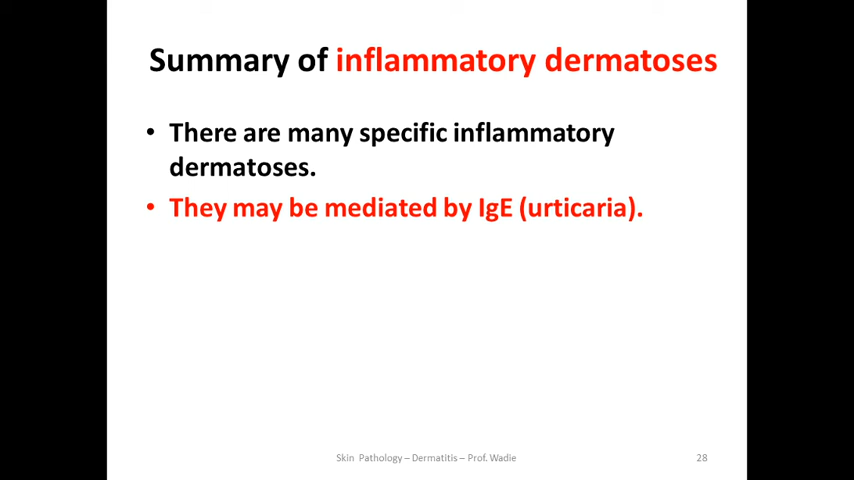 Summary of inflammatory dermatoses
• There are many specific inflammatory
dermatoses.
• They may be mediated by IgE (urticaria).
Skin Pathology – Dermatitis – Prof. Wadie
28